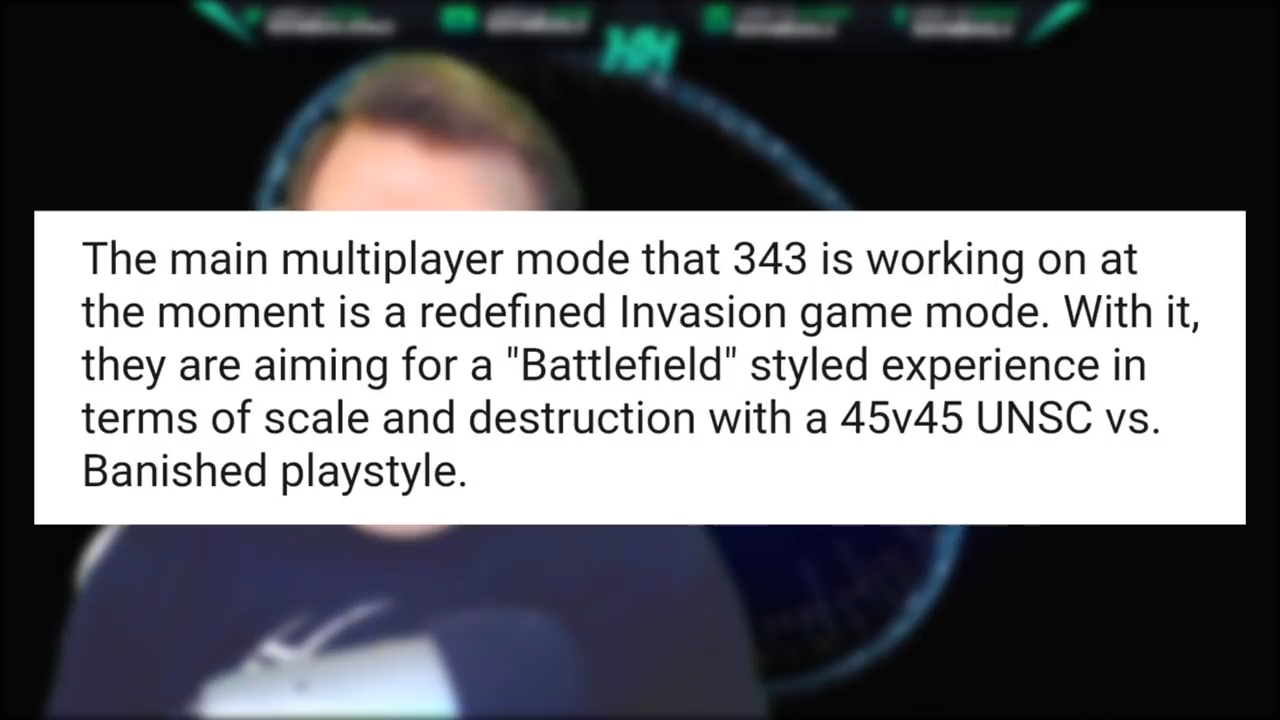 HH
The main multiplayer mode that 343 is working on at
the moment is a redefined Invasion game mode. With it,
they are aiming for a "Battlefield" styled experience in
terms of scale and destruction with a 45v45 UNSC vs.
Banished playstyle.